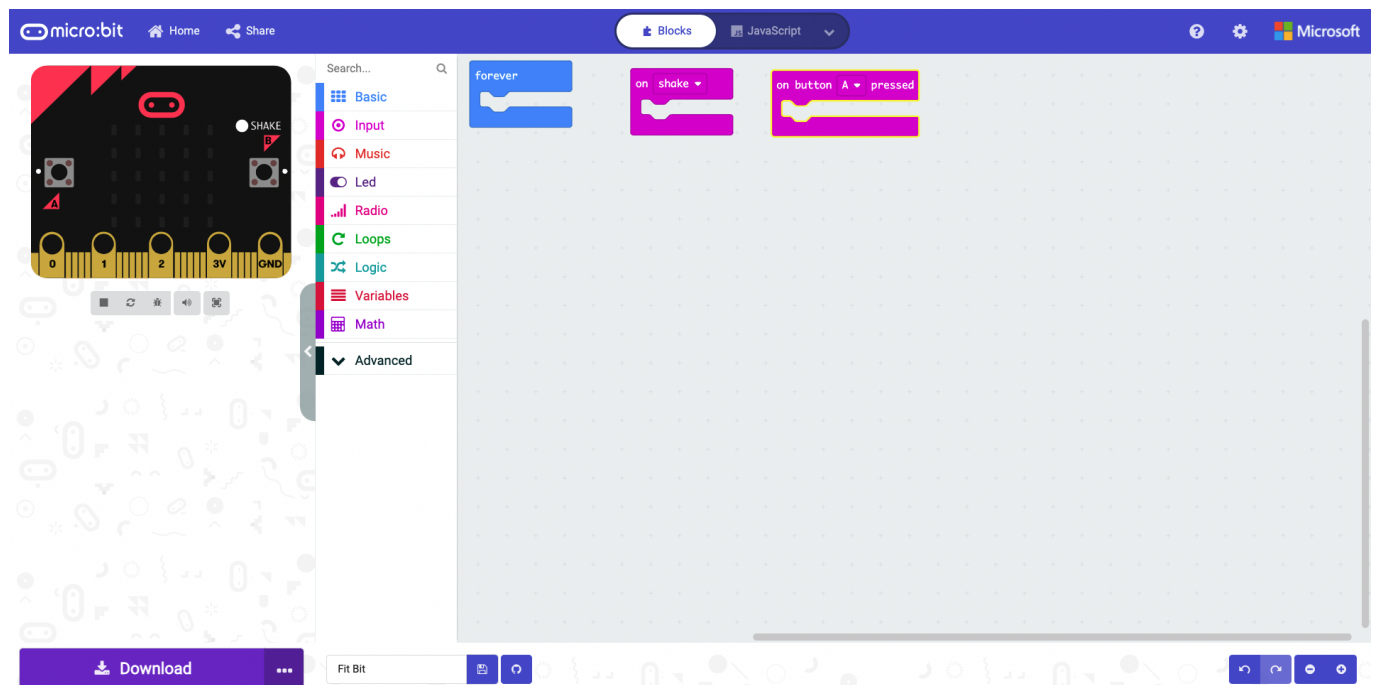 micro:bit Home Share Blocks JavaScript Microsoft
SHAKE
B
A
0 1 2 3V GND
Search...
Basic
Input
Music
Led
Radio
Loops
Logic
Variables
Math
Advanced
forever
on shake
on button A pressed
Download ...
Fit Bit